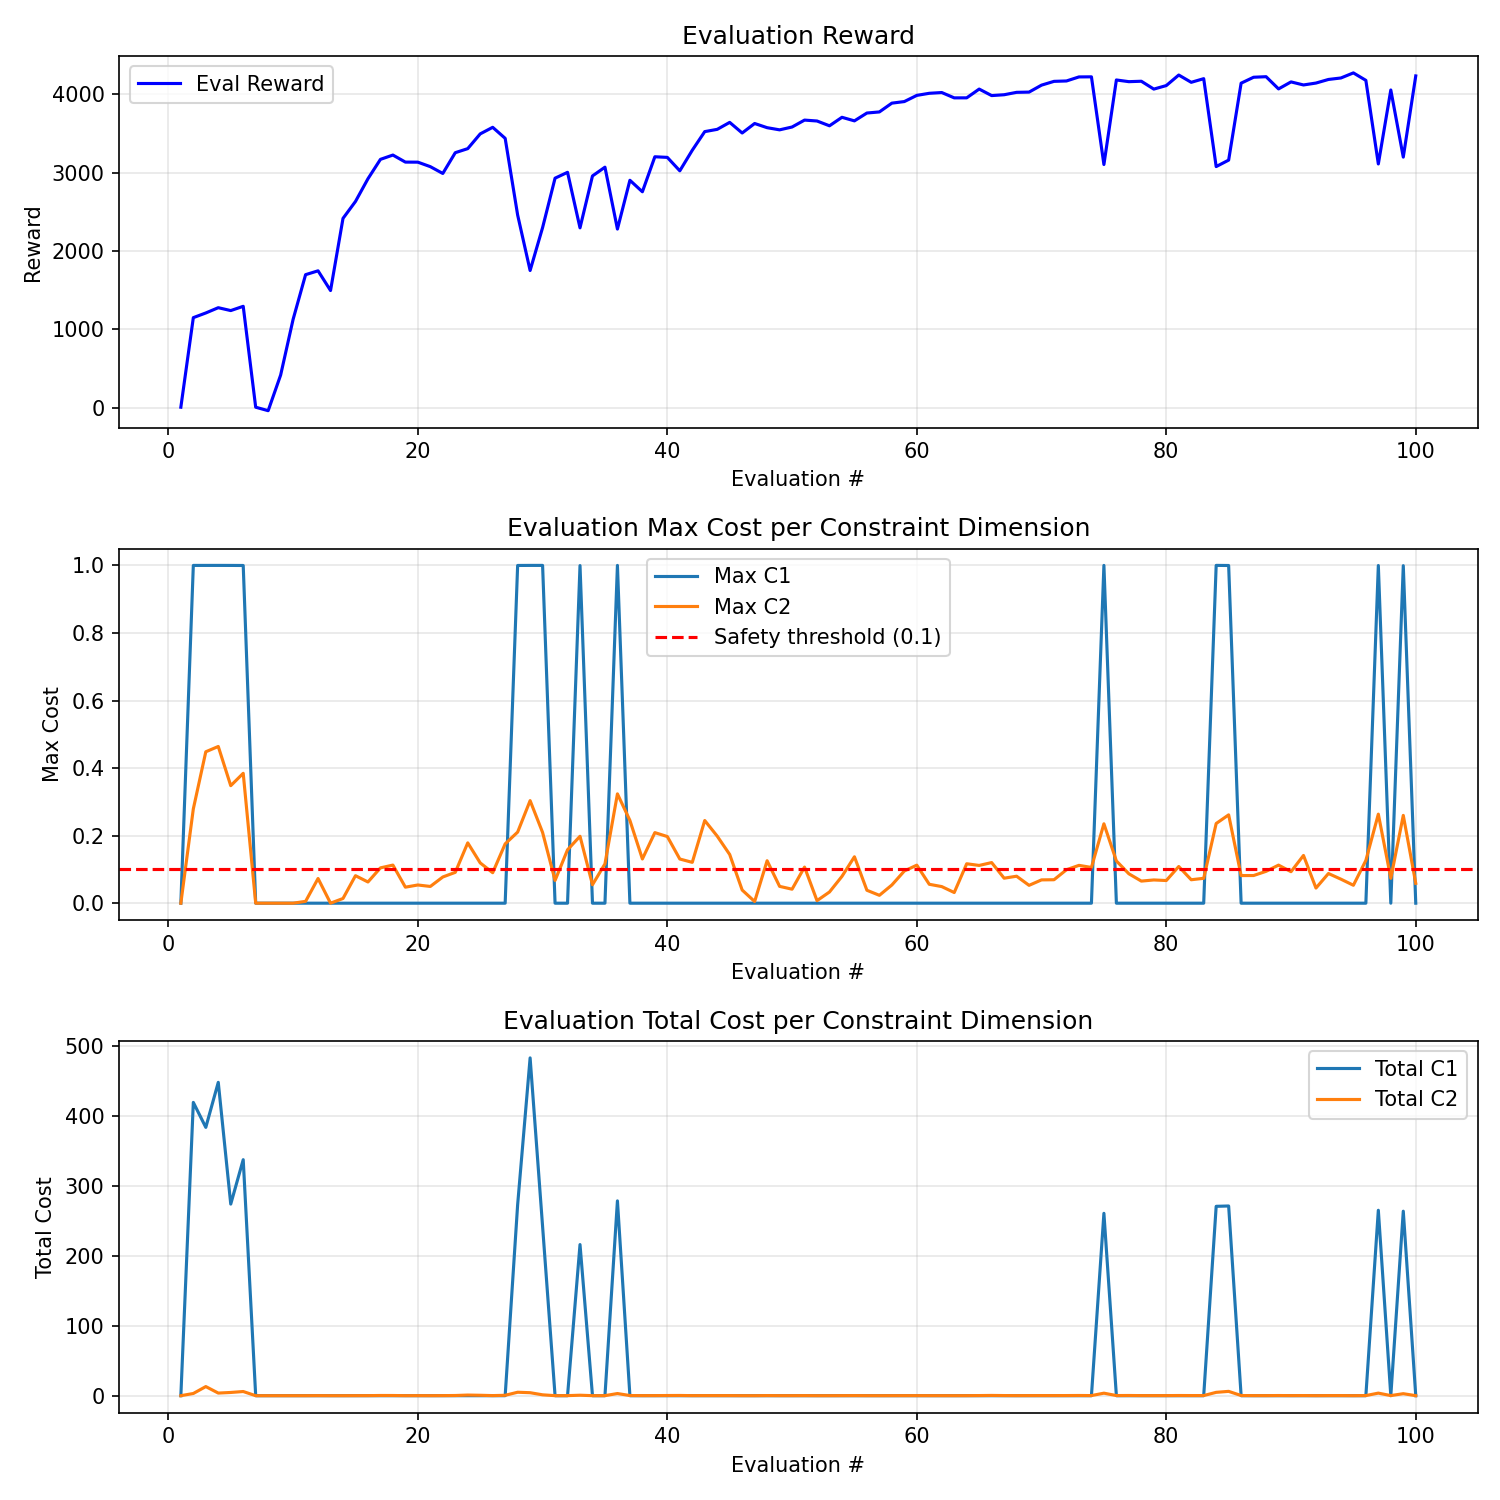 Evaluation Reward
Eval Reward
Reward
4000
3000
2000
1000
0
0 20 40 60 80 100
Evaluation #
Evaluation Max Cost per Constraint Dimension
Max C1
Max C2
Safety threshold (0.1)
Max Cost
1.0
0.8
0.6
0.4
0.2
0.0
0 20 40 60 80 100
Evaluation #
Evaluation Total Cost per Constraint Dimension
Total C1
Total C2
Total Cost
500
400
300
200
100
0
0 20 40 60 80 100
Evaluation #